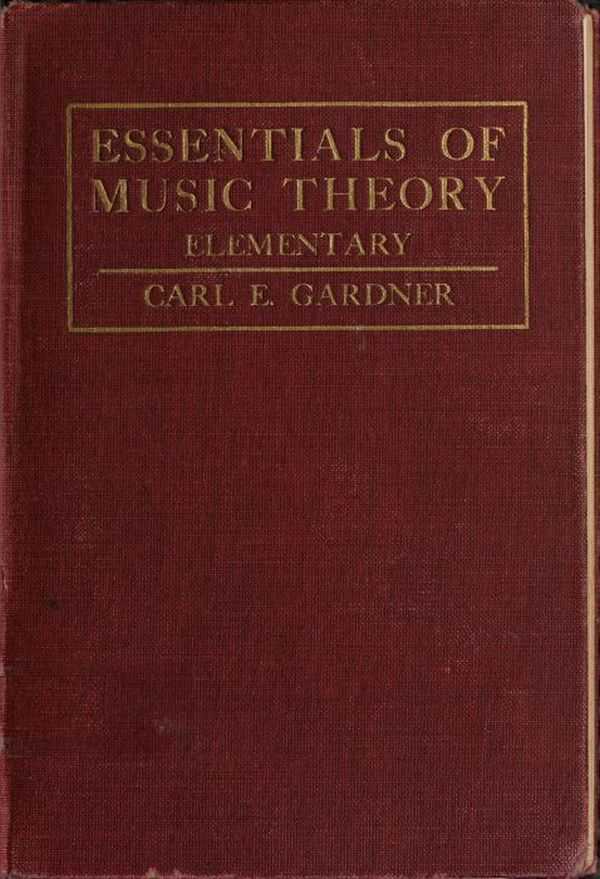 ESSENTIALS OF
MUSIC THEORY
ELEMENTARY
CARL E. GARDNER